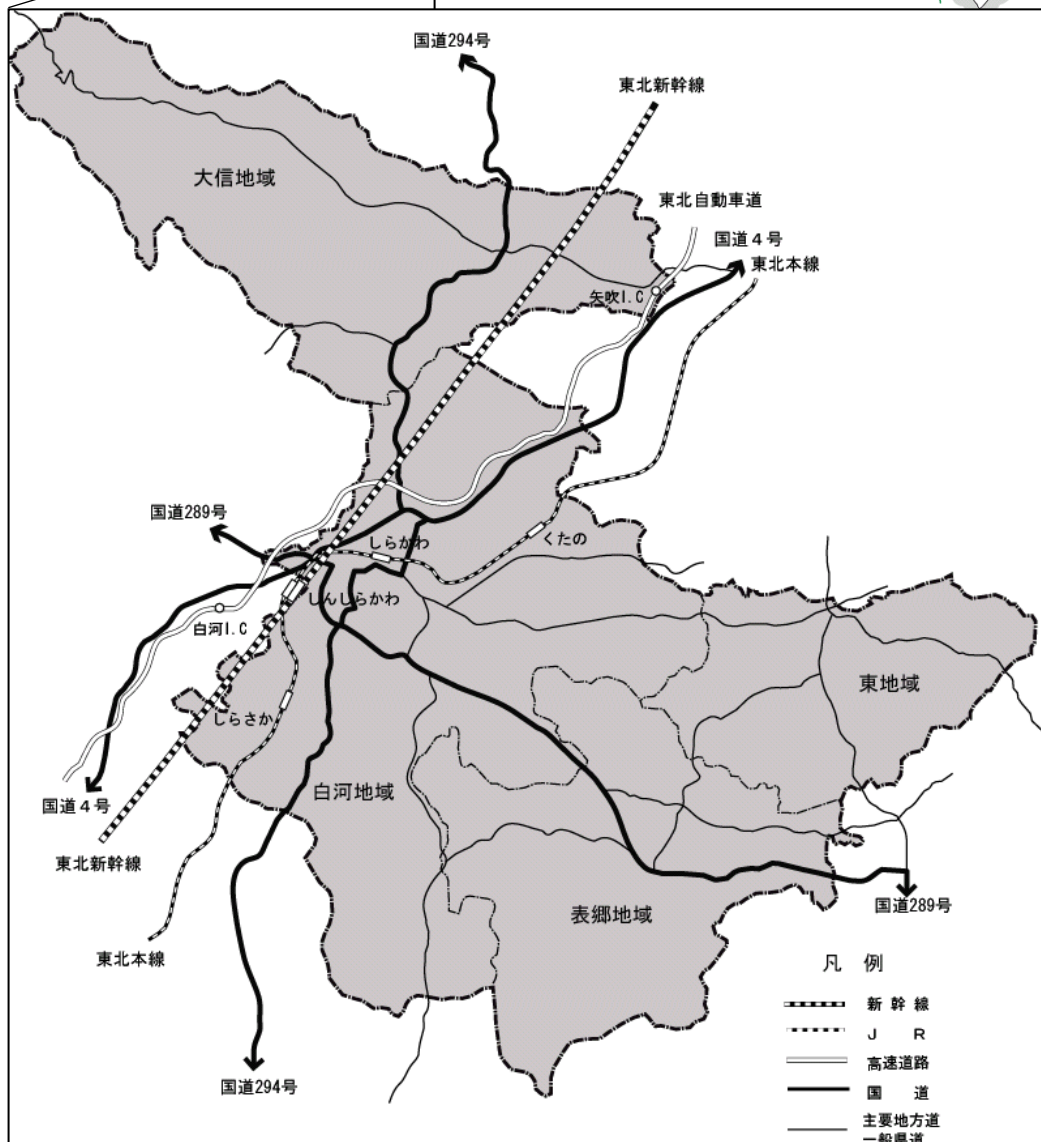 国道294号
東北新幹線
大信地域
東北自動車道
国道４号
東北本線
矢吹I.C
国道289号
しらかわ
くたの
しんしらかわ
白河I.C
東地域
しらさか
白河地域
国道４号
東北新幹線
表郷地域
国道289号
東北本線
国道294号
凡 例
新 幹 線
Ｊ Ｒ
高速道路
国 道
主要地方道
一般県道